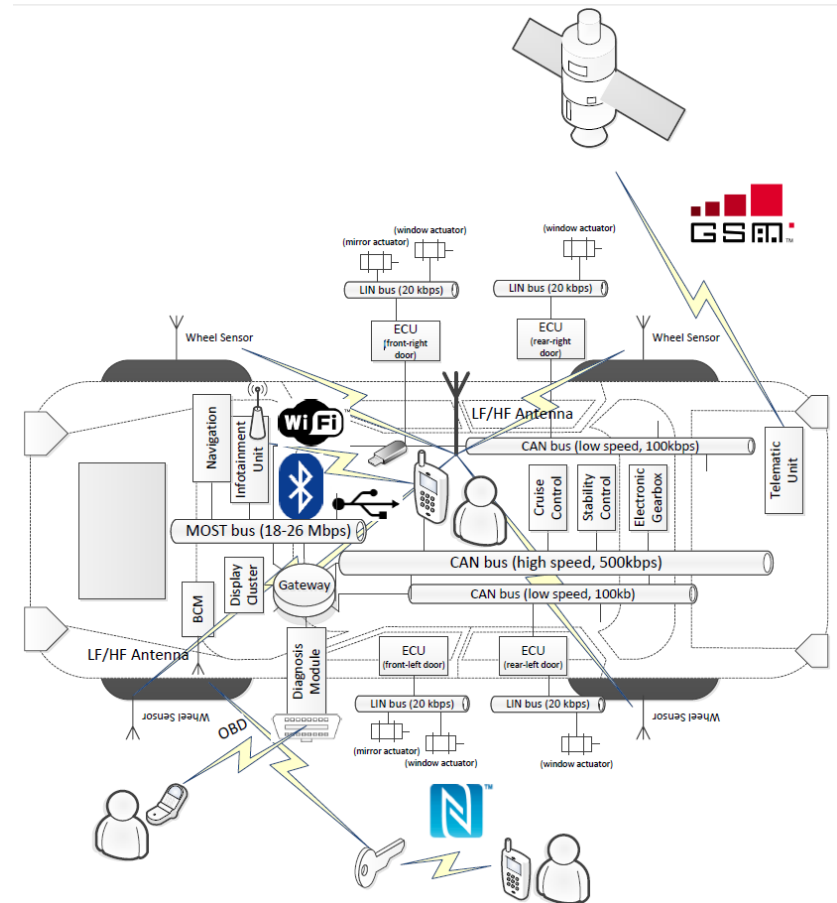 GSM™
(window actuator)
(mirror actuator)
(window actuator)
LIN bus (20 kbps)
LIN bus (20 kbps)
ECU
(front-right
door)
ECU
(rear-right
door)
Wheel Sensor
Wheel Sensor
LF/HF Antenna
WiFi™
Navigation
Infotainment
Unit
CAN bus (low speed, 100kbps)
Telematic
Unit
Cruise
Control
Stability
Control
Electronic
Gearbox
MOST bus (18-26 Mbps)
CAN bus (high speed, 500kbps)
Gateway
Display
Cluster
BCM
CAN bus (low speed, 100kb)
LF/HF Antenna
Diagnosis
Module
ECU
(front-left door)
ECU
(rear-left door)
LIN bus (20 kbps)
LIN bus (20 kbps)
Wheel Sensor
Wheel Sensor
OBD
(mirror actuator)
(window actuator)
(window actuator)
N™